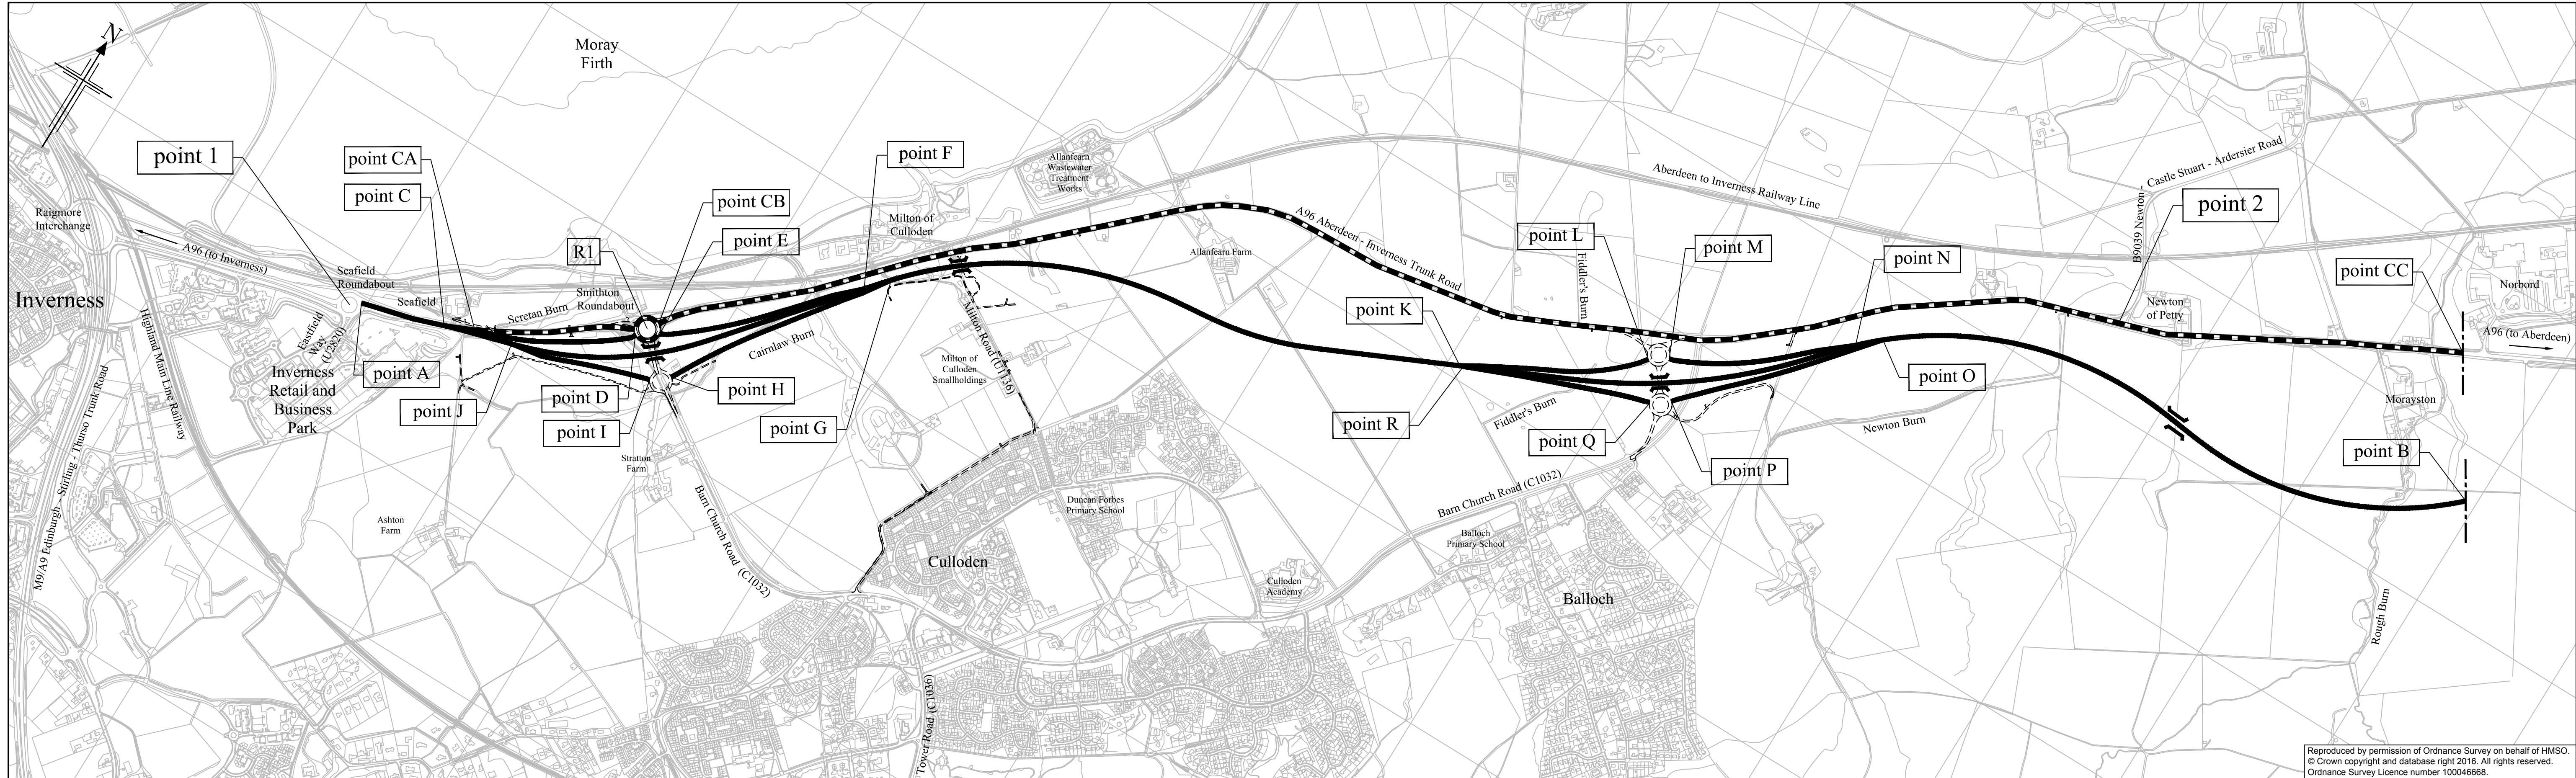 N
Moray
Firth
point 1
point CA
point C
point F
point CB
point E
R1
Raigmore
Interchange
A96 (to Inverness)
Inverness
Seafield
Roundabout
Seafield
Scretan Burn
Smithton
Roundabout
Milton of
Culloden
Allanfearn
Wastewater
Treatment
Works
Allanfearn Farm
Aberdeen to Inverness Railway Line
A96 Aberdeen - Inverness Trunk Road
point L
point M
Fiddler's Burn
point N
point K
B9039 Newton - Castle Stuart - Ardersier Road
point 2
point CC
Norbord
Newton
of Petty
A96 (to Aberdeen)
Highland Main Line Railway
Eastfield
Way
(U2820)
Inverness
Retail and
Business
Park
point A
point J
point D
point I
point H
point G
Cairnlaw Burn
Milton Road (U1136)
Milton of
Culloden
Smallholdings
point R
Fiddler's Burn
point Q
point P
point O
Newton Burn
Morayston
point B
M9/A9 Edinburgh - Stirling - Thurso Trunk Road
Stratton
Farm
Ashton
Farm
Barn Church Road (C1032)
Duncan Forbes
Primary School
Culloden
Culloden
Academy
Barn Church Road (C1032)
Balloch
Primary School
Balloch
Rough Burn
Tower Road (C1036)
Reproduced by permission of Ordnance Survey on behalf of HMSO.
© Crown copyright and database right 2016. All rights reserved.
Ordnance Survey Licence number 100046668.